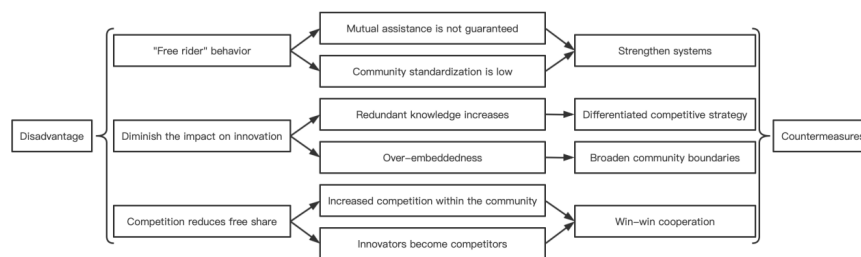 Disadvantage
"Free rider" behavior
Diminish the impact on innovation
Competition reduces free share
Mutual assistance is not guaranteed
Community standardization is low
Redundant knowledge increases
Over-embeddedness
Increased competition within the community
Innovators become competitors
Strengthen systems
Differentiated competitive strategy
Broaden community boundaries
Win-win cooperation
Countermeasures